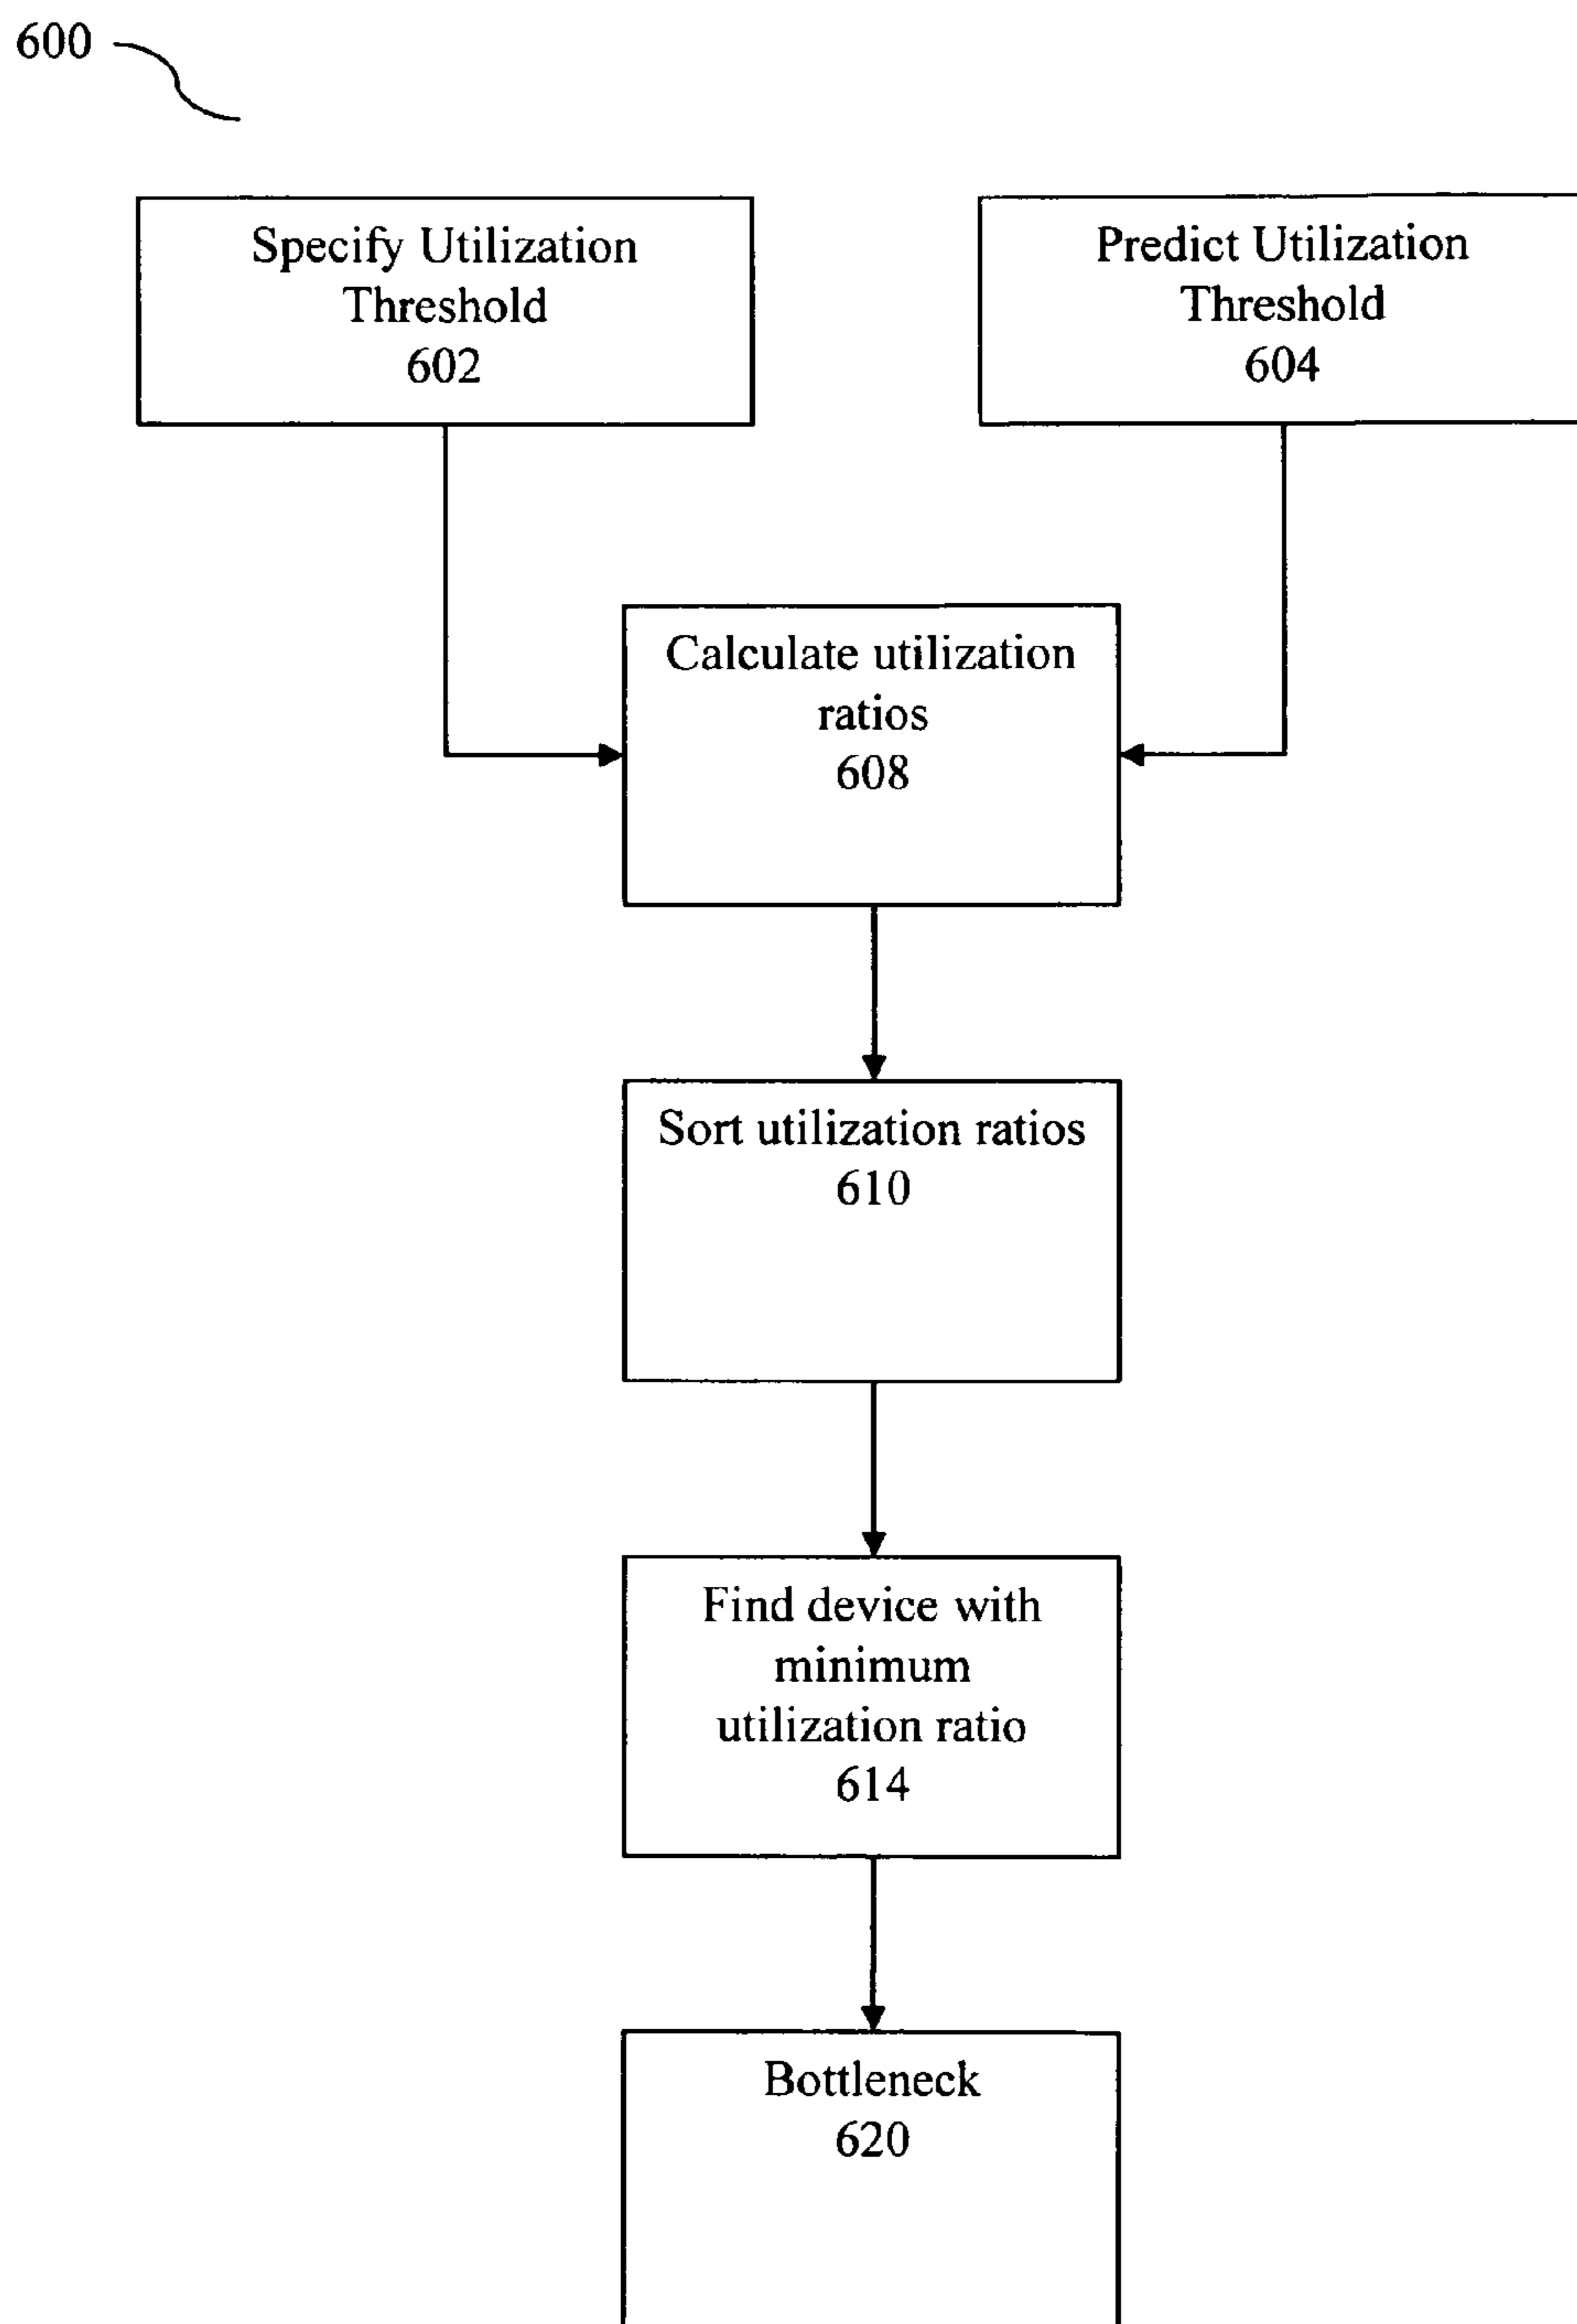 600
Specify Utilization
Threshold
602
Predict Utilization
Threshold
604
Calculate utilization
ratios
608
Sort utilization ratios
610
Find device with
minimum
utilization ratio
614
Bottleneck
620